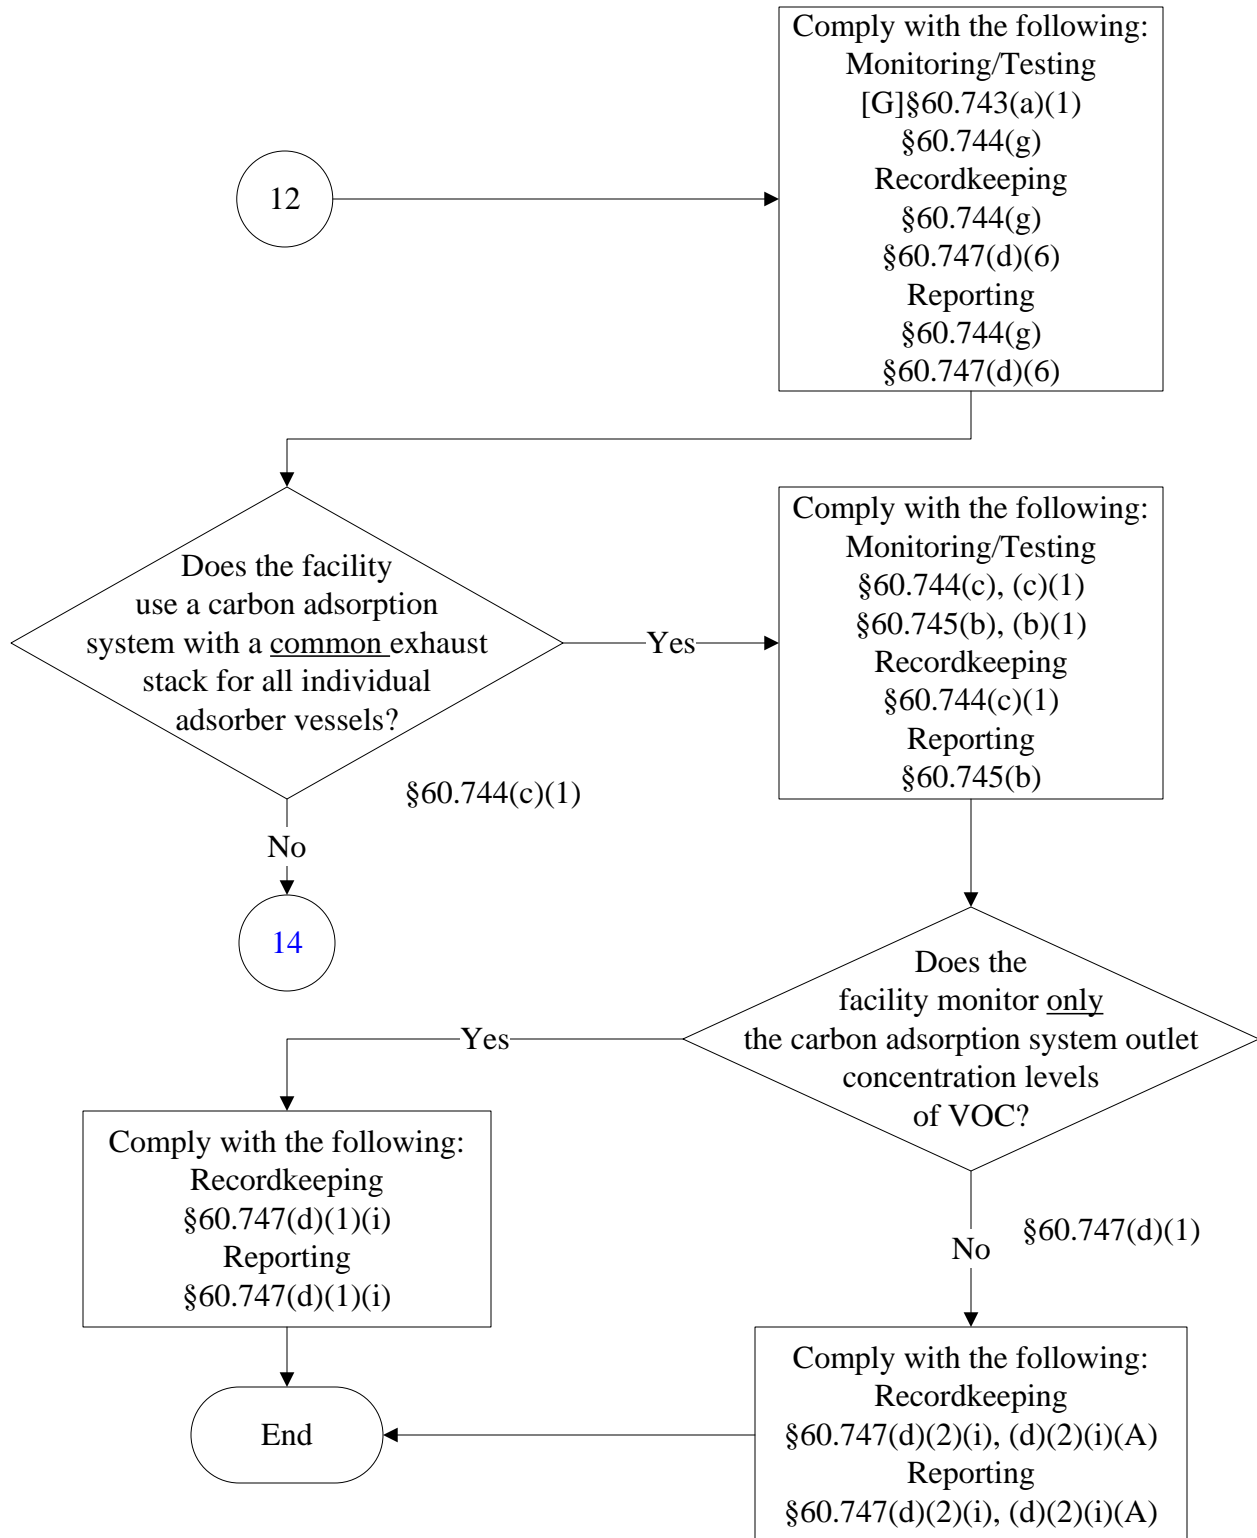 12
Comply with the following:
Monitoring/Testing
[G]§60.743(a)(1)
§60.744(g)
Recordkeeping
§60.744(g)
§60.747(d)(6)
Reporting
§60.744(g)
§60.747(d)(6)
Does the facility
use a carbon adsorption
system with a common exhaust
stack for all individual
adsorber vessels?
§60.744(c)(1)
Yes
Comply with the following:
Monitoring/Testing
§60.744(c), (c)(1)
§60.745(b), (b)(1)
Recordkeeping
§60.744(c)(1)
Reporting
§60.745(b)
No
14
Does the
facility monitor only
the carbon adsorption system outlet
concentration levels
of VOC?
§60.747(d)(1)
Yes
Comply with the following:
Recordkeeping
§60.747(d)(1)(i)
Reporting
§60.747(d)(1)(i)
No
Comply with the following:
Recordkeeping
§60.747(d)(2)(i), (d)(2)(i)(A)
Reporting
§60.747(d)(2)(i), (d)(2)(i)(A)
End